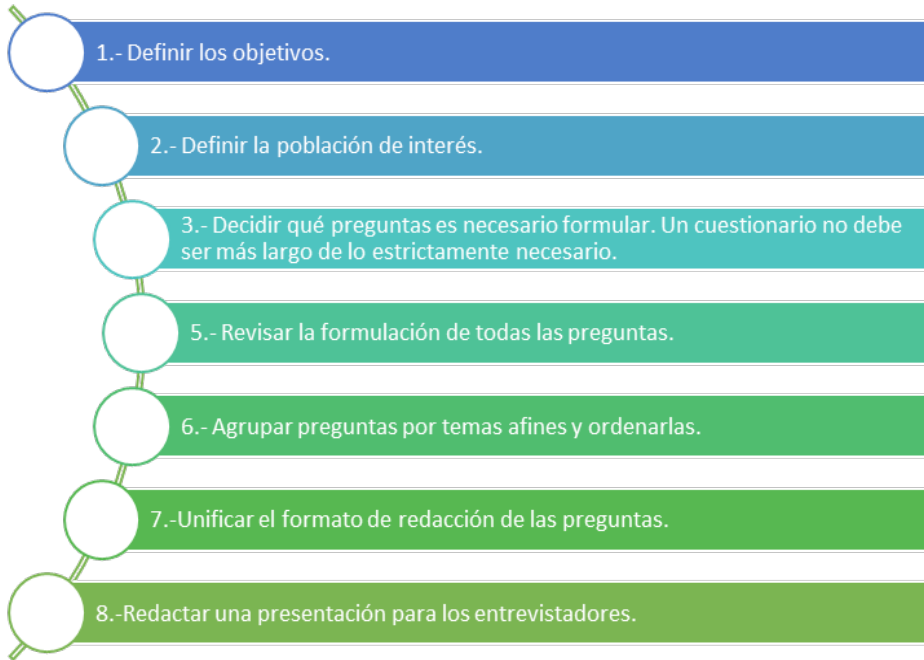 1.- Definir los objetivos.
2.- Definir la población de interés.
3.- Decidir qué preguntas es necesario formular. Un cuestionario no debe
ser más largo de lo estrictamente necesario.
5.- Revisar la formulación de todas las preguntas.
6.- Agrupar preguntas por temas afines y ordenarlas.
7.-Unificar el formato de redacción de las preguntas.
8.-Redactar una presentación para los entrevistadores.